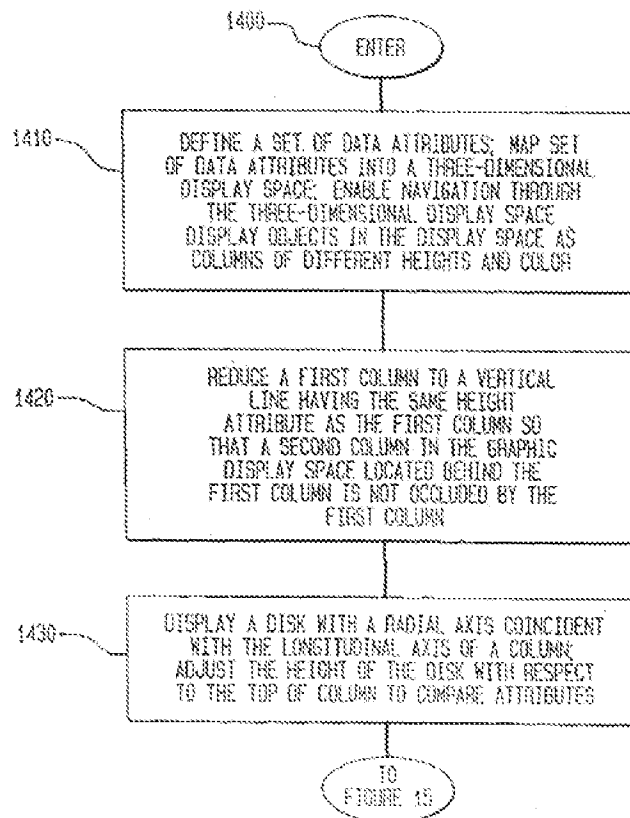 1400
ENTER
1410
DEFINE A SET OF DATA ATTRIBUTES; MAP SET
OF DATA ATTRIBUTES INTO A THREE-DIMENSIONAL
DISPLAY SPACE; ENABLE NAVIGATION THROUGH
THE THREE-DIMENSIONAL DISPLAY SPACE
DISPLAY OBJECTS IN THE DISPLAY SPACE AS
COLUMNS OF DIFFERENT HEIGHTS AND COLOR
1420
REDUCE A FIRST COLUMN TO A VERTICAL
LINE HAVING THE SAME HEIGHT
ATTRIBUTE AS THE FIRST COLUMN SO
THAT A SECOND COLUMN IN THE GRAPHIC
DISPLAY SPACE LOCATED BEHIND THE
FIRST COLUMN IS NOT OCCLUDED BY THE
FIRST COLUMN
1430
DISPLAY A DISK WITH A RADIAL AXIS COINCIDENT
WITH THE LONGITUDINAL AXIS OF A COLUMN;
ADJUST THE HEIGHT OF THE DISK WITH RESPECT
TO THE TOP OF COLUMN TO COMPARE ATTRIBUTES
TO
FIGURE 15